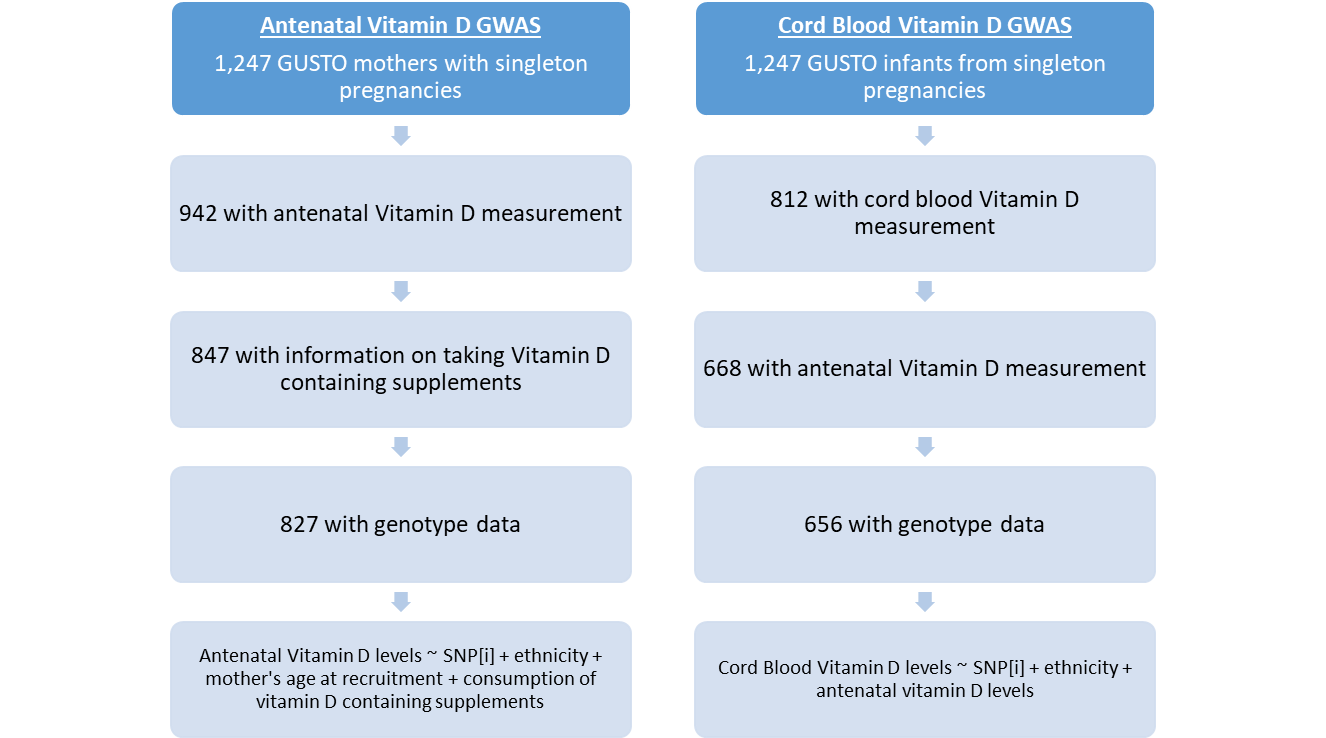 Antenatal Vitamin D GWAS
1,247 GUSTO mothers with singleton
pregnancies
942 with antenatal Vitamin D measurement
847 with information on taking Vitamin D
containing supplements
827 with genotype data
Antenatal Vitamin D levels ~ SNP[i] + ethnicity +
mother's age at recruitment + consumption of
vitamin D containing supplements
Cord Blood Vitamin D GWAS
1,247 GUSTO infants from singleton
pregnancies
812 with cord blood Vitamin D
measurement
668 with antenatal Vitamin D measurement
656 with genotype data
Cord Blood Vitamin D levels ~ SNP[i] + ethnicity +
antenatal vitamin D levels